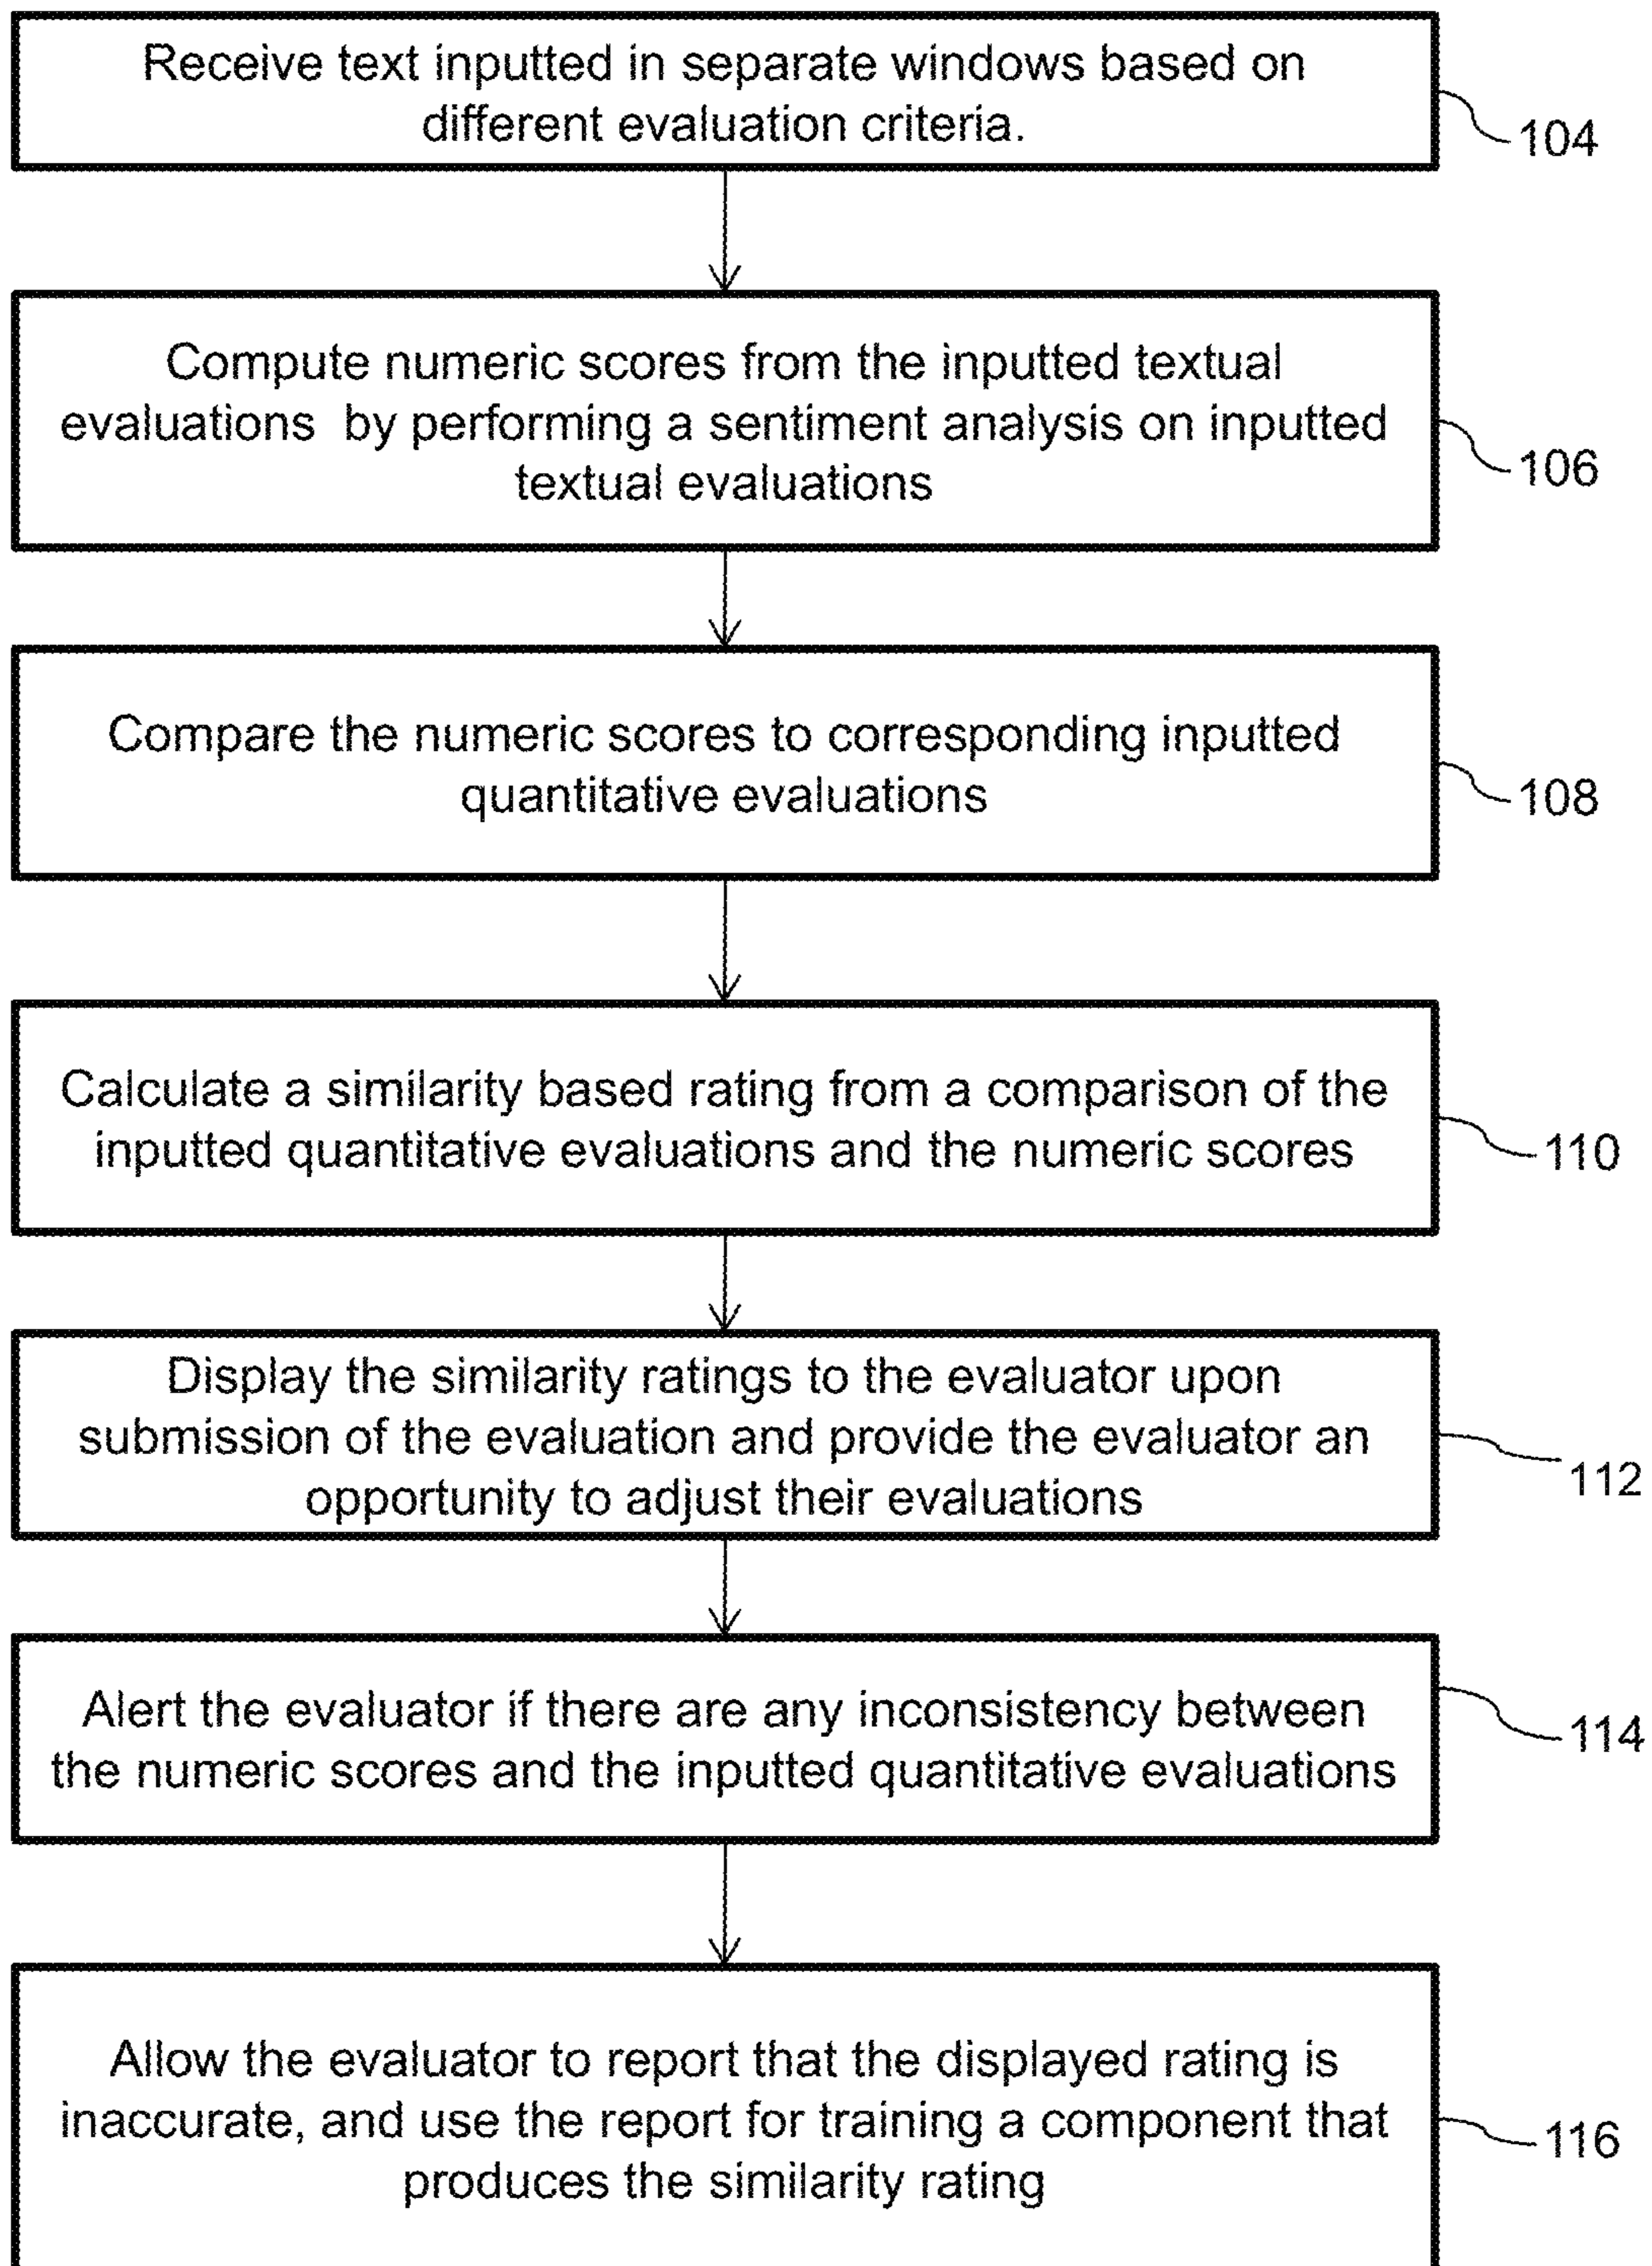 Receive text inputted in separate windows based on
different evaluation criteria.
104
Compute numeric scores from the inputted textual
evaluations  by performing a sentiment analysis on inputted
textual evaluations
106
Compare the numeric scores to corresponding inputted
quantitative evaluations
108
Calculate a similarity based rating from a comparison of the
inputted quantitative evaluations and the numeric scores
110
Display the similarity ratings to the evaluator upon
submission of the evaluation and provide the evaluator an
opportunity to adjust their evaluations
112
Alert the evaluator if there are any inconsistency between
the numeric scores and the inputted quantitative evaluations
114
Allow the evaluator to report that the displayed rating is
inaccurate, and use the report for training a component that
produces the similarity rating
116